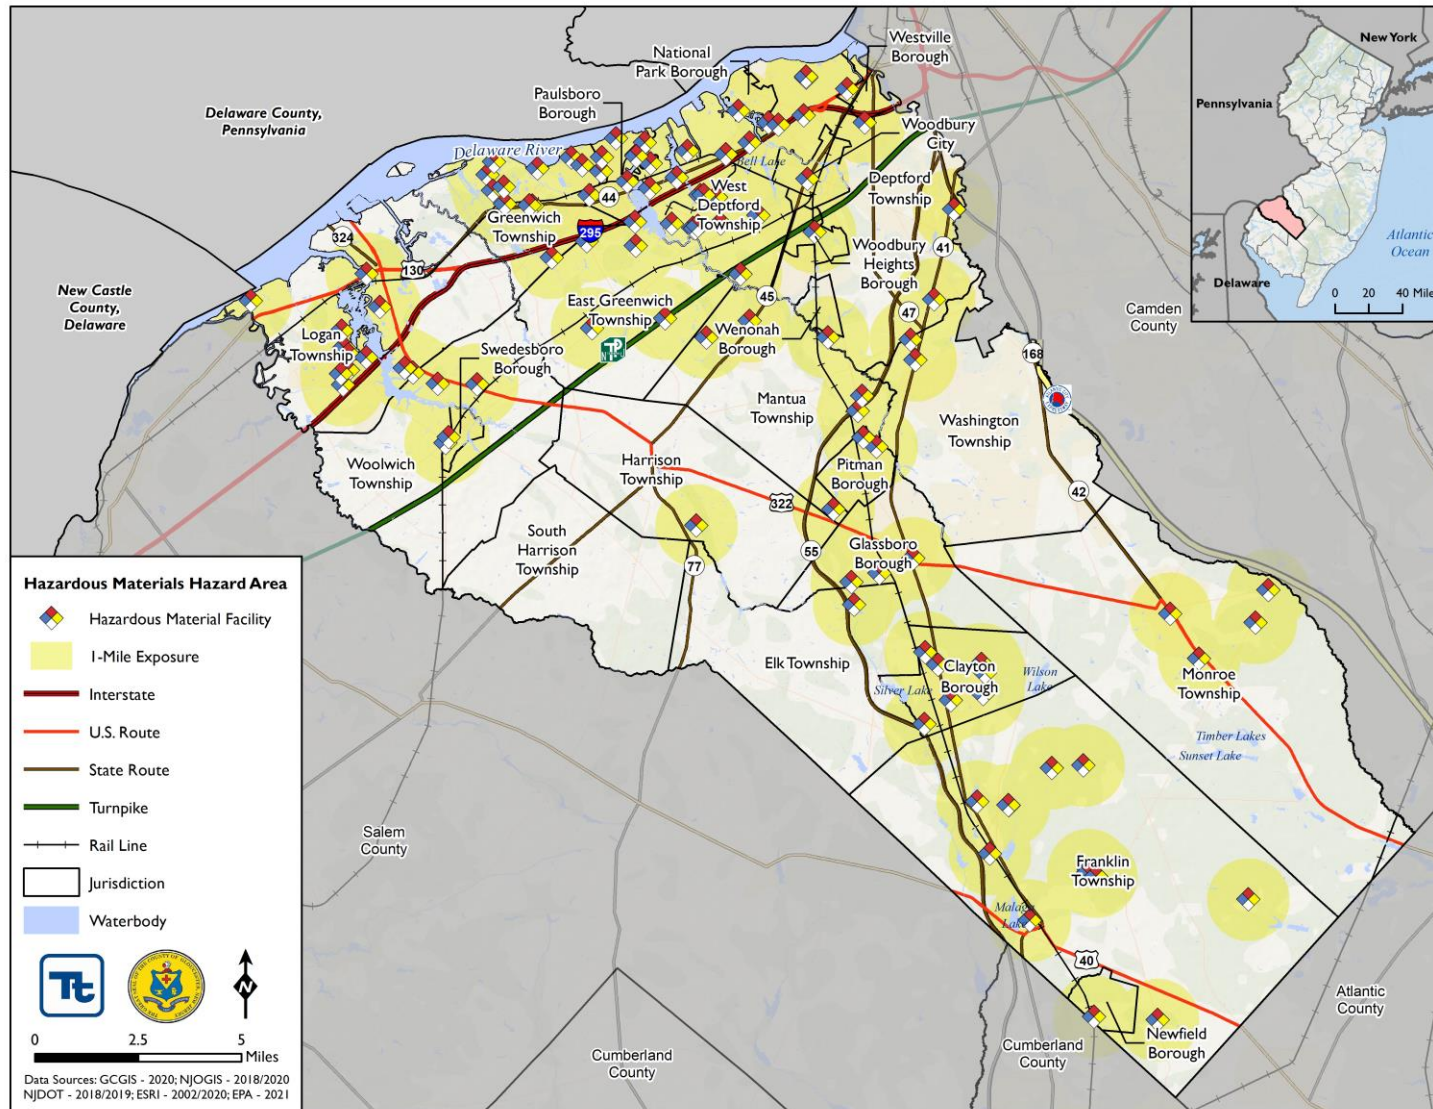 Westville
Borough
National
Park Borough
Paulsboro
Borough
Delaware County,
Pennsylvania
Delaware River
Woodbury
City
Bell Lake
Deptford
Township
West
Deptford
Township
44
Greenwich
Township
295
324
130
41
Woodbury
Heights
Borough
New Castle
County,
Delaware
East Greenwich
Township
45
47
Wenonah
Borough
Logan
Township
Swedesboro
Borough
168
Mantua
Township
Washington
Township
Woolwich
Township
Harrison
Township
Pitman
Borough
322
42
South
Harrison
Township
55
Glassboro
Borough
77
Elk Township
Clayton
Borough
Silver Lake
Wilson
Lake
Monroe
Township
Timber Lakes
Sunset Lake
Franklin
Township
Malaga
Lake
40
Newfield
Borough
Camden
County
Salem
County
Cumberland
County
Cumberland
County
Atlantic
County
New York
Pennsylvania
Delaware
Atlantic
Ocean
0 20 40 Mile
Hazardous Materials Hazard Area
Hazardous Material Facility
1-Mile Exposure
Interstate
U.S. Route
State Route
Turnpike
Rail Line
Jurisdiction
Waterbody
Tt
N
0 2.5 5
Miles
Data Sources: GCGIS - 2020; NJOGIS - 2018/2020
NJDOT - 2018/2019; ESRI - 2002/2020; EPA - 2021